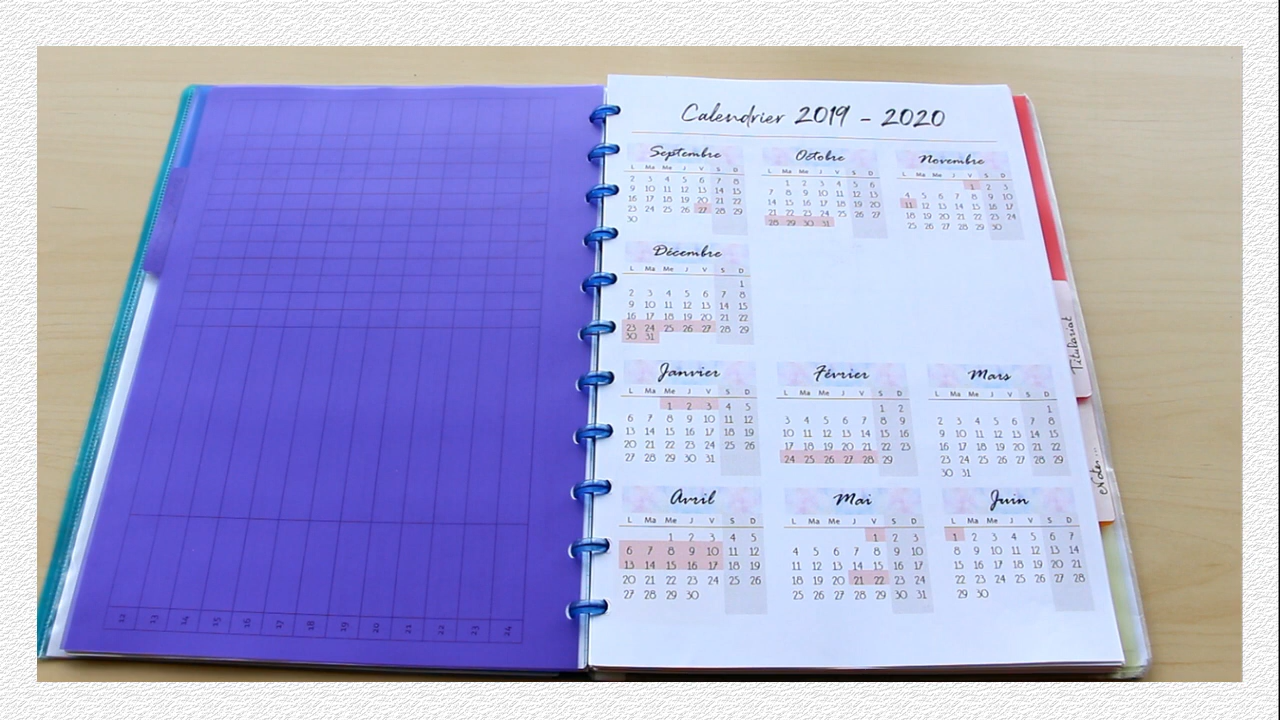 Calendrier 2019 - 2020
Septembre
L Ma Me J V S D
2 3 4 5 6 7 8
9 10 11 12 13 14 15
16 17 18 19 20 21 22
23 24 25 26 27 28 29
30
Octobre
L Ma Me J V S D
1 2 3 4 5 6
7 8 9 10 11 12 13
14 15 16 17 18 19 20
21 22 23 24 25 26 27
28 29 30 31
Novembre
L Ma Me J V S D
1 2 3
4 5 6 7 8 9 10
11 12 13 14 15 16 17
18 19 20 21 22 23 24
25 26 27 28 29 30
Décembre
L Ma Me J V S D
1
2 3 4 5 6 7 8
9 10 11 12 13 14 15
16 17 18 19 20 21 22
23 24 25 26 27 28 29
30 31
Janvier
L Ma Me J V S D
1 2 3 4 5
6 7 8 9 10 11 12
13 14 15 16 17 18 19
20 21 22 23 24 25 26
27 28 29 30 31
Février
L Ma Me J V S D
1 2
3 4 5 6 7 8 9
10 11 12 13 14 15 16
17 18 19 20 21 22 23
24 25 26 27 28 29
Mars
L Ma Me J V S D
1
2 3 4 5 6 7 8
9 10 11 12 13 14 15
16 17 18 19 20 21 22
23 24 25 26 27 28 29
30 31
Avril
L Ma Me J V S D
1 2 3 4 5
6 7 8 9 10 11 12
13 14 15 16 17 18 19
20 21 22 23 24 25 26
27 28 29 30
Mai
L Ma Me J V S D
1 2 3
4 5 6 7 8 9 10
11 12 13 14 15 16 17
18 19 20 21 22 23 24
25 26 27 28 29 30 31
Juin
L Ma Me J V S D
1 2 3 4 5 6 7
8 9 10 11 12 13 14
15 16 17 18 19 20 21
22 23 24 25 26 27 28
29 30
Titulariat
12 13 14 15 16 17 18 19 20 21 22 23 24